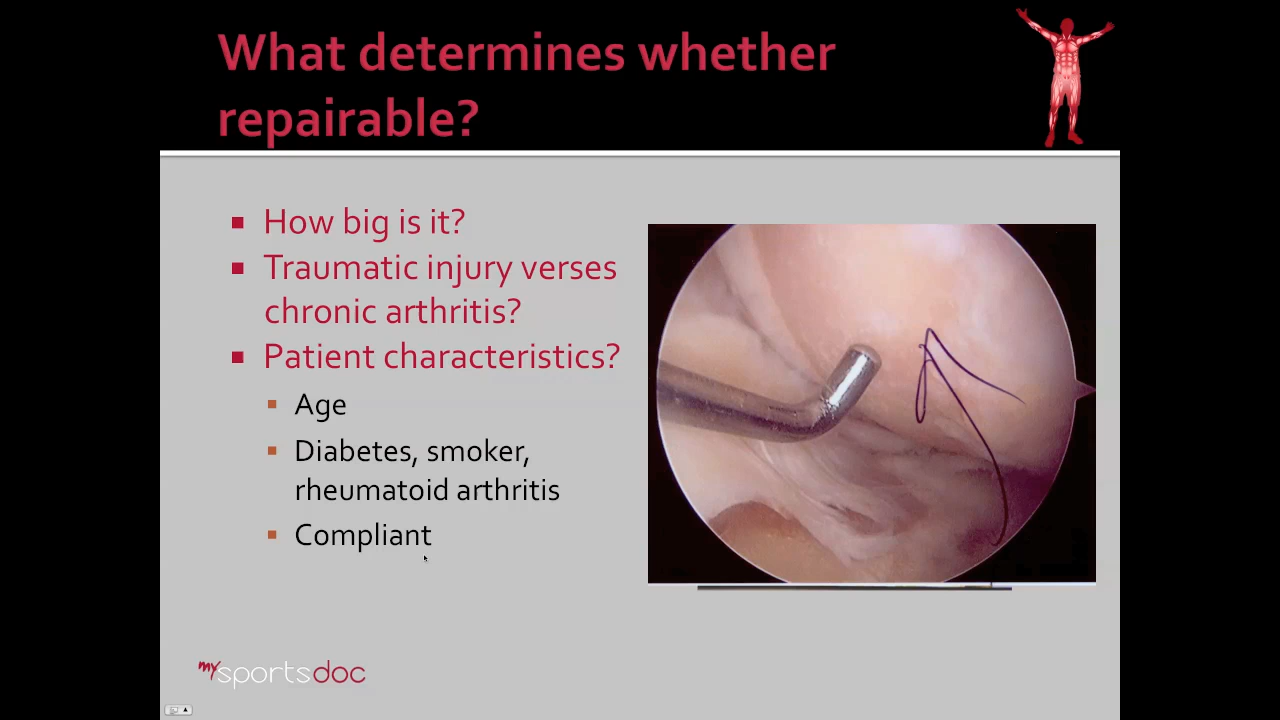 What determines whether
repairable?
How big is it?
Traumatic injury verses
chronic arthritis?
Patient characteristics?
Age
Diabetes, smoker,
rheumatoid arthritis
Compliant
mysportsdoc